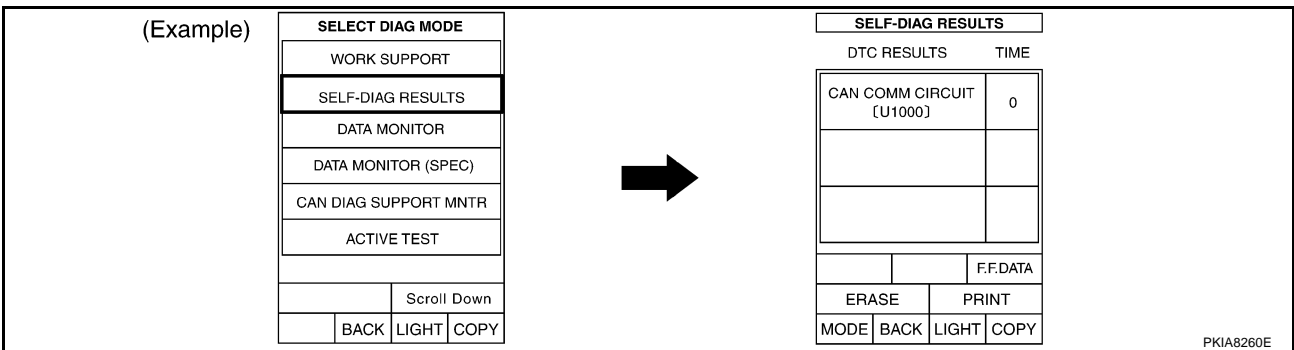 (Example)
SELECT DIAG MODE
WORK SUPPORT
SELF-DIAG RESULTS
DATA MONITOR
DATA MONITOR (SPEC)
CAN DIAG SUPPORT MNTR
ACTIVE TEST
Scroll Down
BACK LIGHT COPY
SELF-DIAG RESULTS
DTC RESULTS TIME
CAN COMM CIRCUIT 0
〔U1000〕
F.F.DATA
ERASE PRINT
MODE BACK LIGHT COPY
PKIA8260E